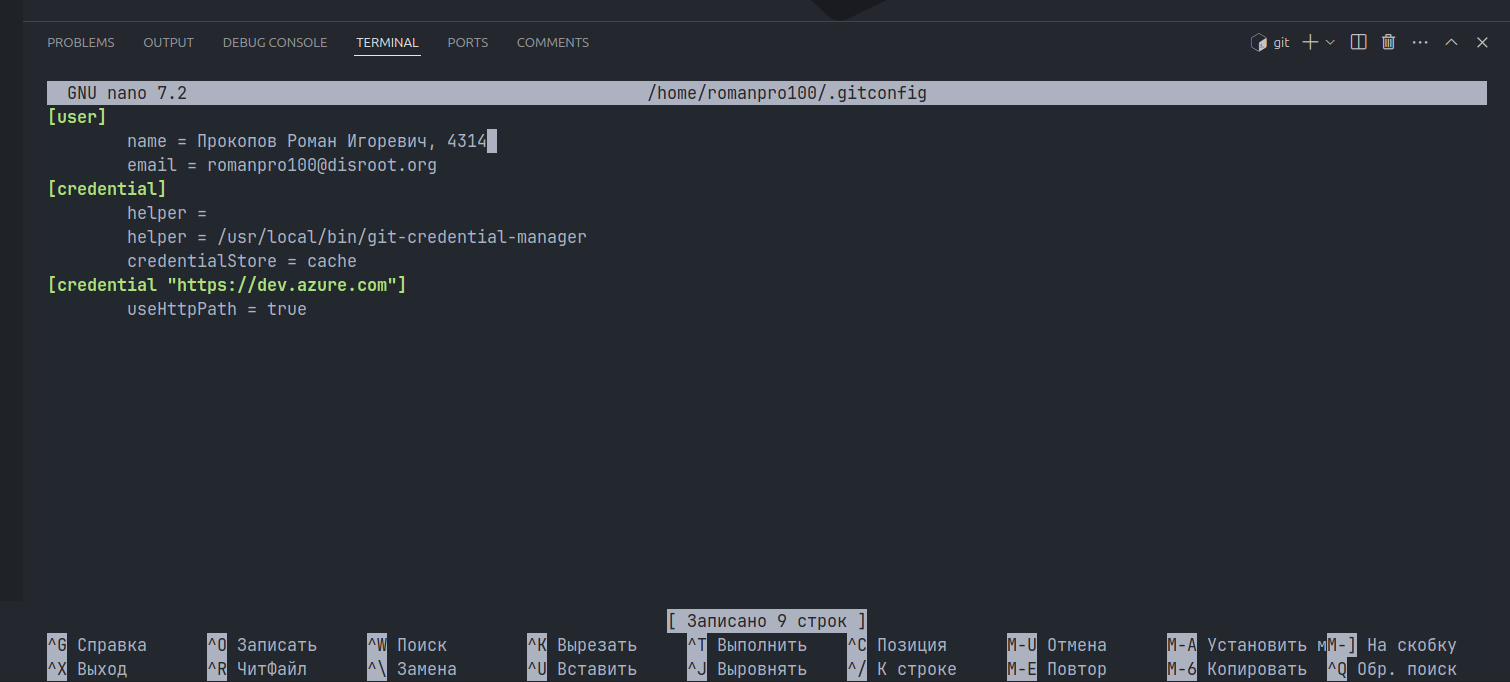 PROBLEMS OUTPUT DEBUG CONSOLE TERMINAL PORTS COMMENTS git
GNU nano 7.2 /home/romanpro100/.gitconfig
[user]
name = Прокопов Роман Игоревич, 4314
email = romanpro100@disroot.org
[credential]
helper =
helper = /usr/local/bin/git-credential-manager
credentialStore = cache
[credential "https://dev.azure.com"]
useHttpPath = true
[ Записано 9 строк ]
^G Справка ^O Записать ^W Поиск ^K Вырезать ^T Выполнить ^C Позиция M-U Отмена M-A Установить мM-] На скобку
^X Выход ^R ЧитФайл ^\ Замена ^U Вставить ^J Выровнять ^/ К строке M-E Повтор M-6 Копировать ^Q Обр. поиск